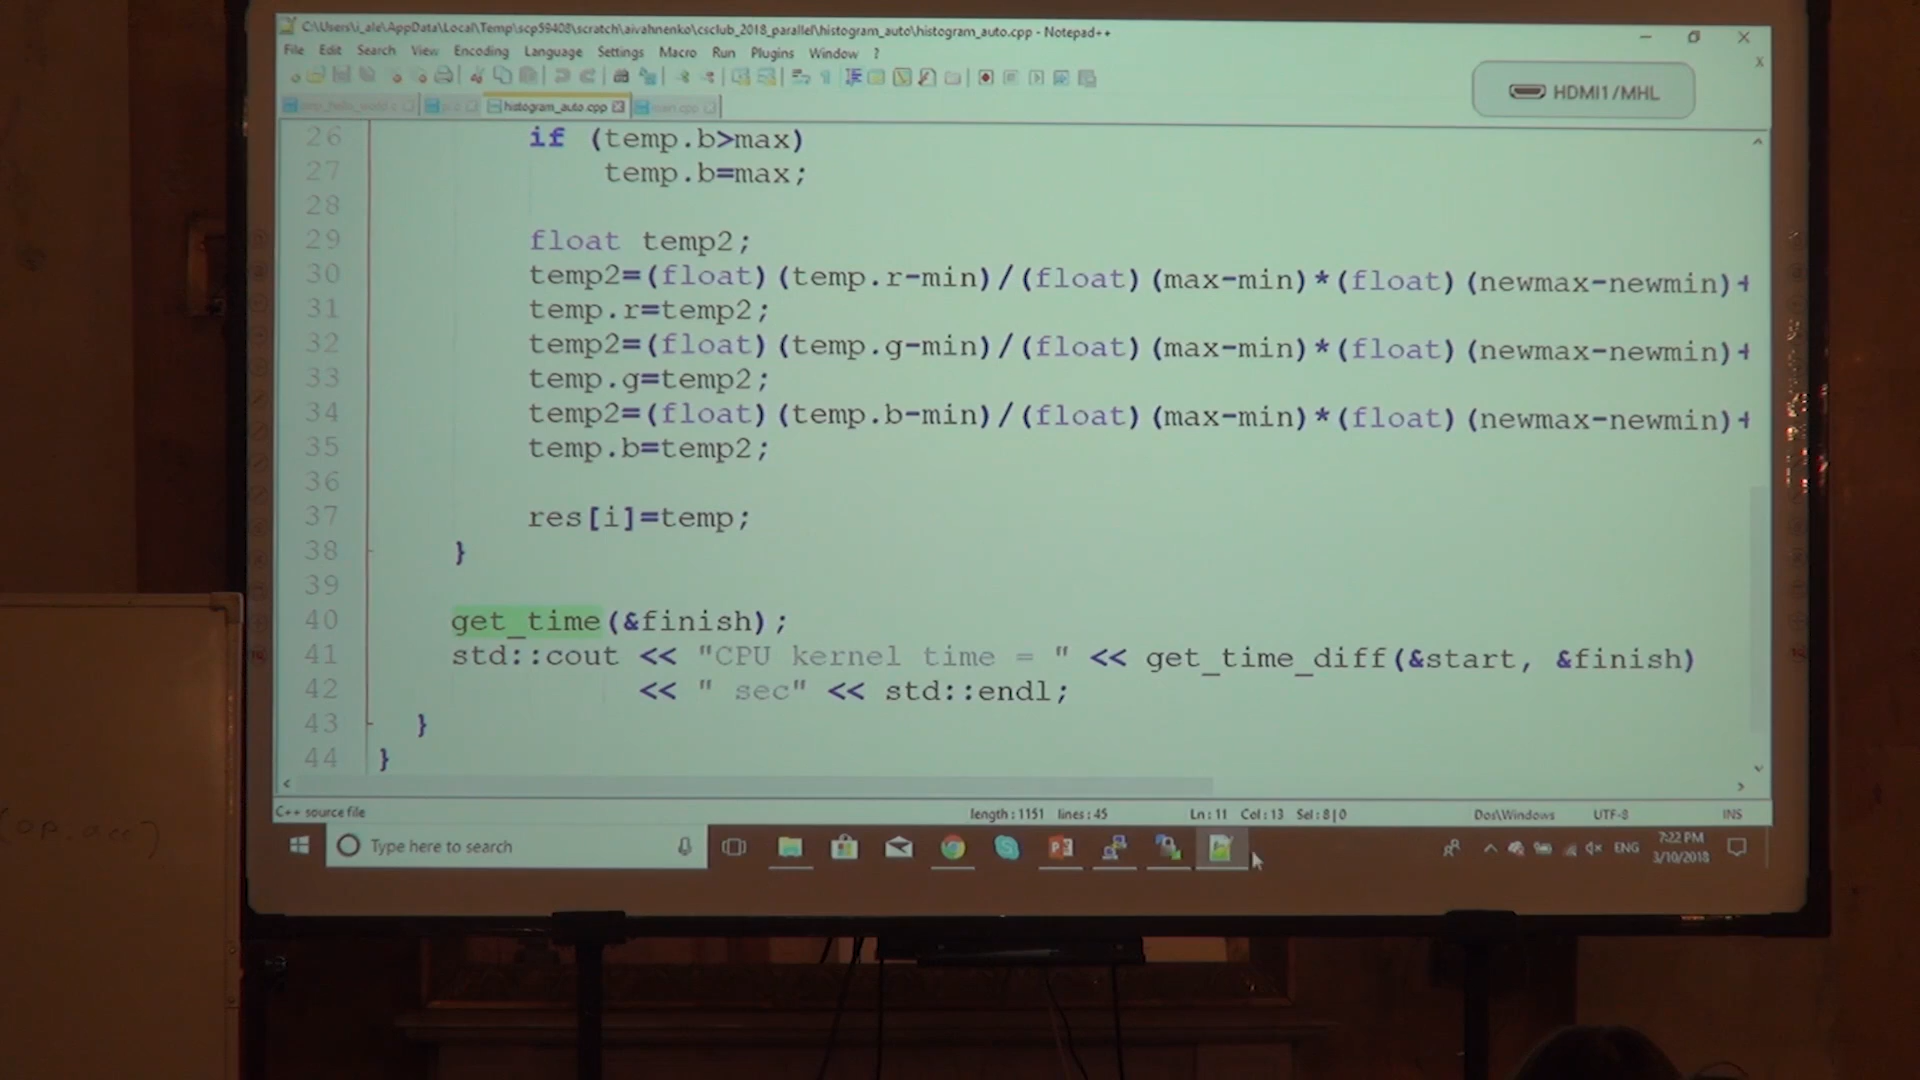 C:\Users\i_ale\AppData\Local\Temp\scp59408\scratch\aivahnenko\csclub_2018_parallel\histogram_auto\histogram_auto.cpp - Notepad++
File Edit Search View Encoding Language Settings Macro Run Plugins Window ?
HDMI1/MHL
histogram_auto.cpp
26 if (temp.b>max)
27 temp.b=max;
28
29 float temp2;
30 temp2=(float)(temp.r-min)/(float)(max-min)*(float)(newmax-newmin)+
31 temp.r=temp2;
32 temp2=(float)(temp.g-min)/(float)(max-min)*(float)(newmax-newmin)+
33 temp.g=temp2;
34 temp2=(float)(temp.b-min)/(float)(max-min)*(float)(newmax-newmin)+
35 temp.b=temp2;
36
37 res[i]=temp;
38 }
39
40 get_time(&finish);
41 std::cout << "CPU kernel time = " << get_time_diff(&start, &finish)
42 << " sec" << std::endl;
43 }
44 }
C++ source file length : 1151 lines : 45 Ln : 11 Col : 13 Sel : 8 | 0 Dos\Windows UTF-8 INS
Type here to search
ENG
7:22 PM
3/10/2018